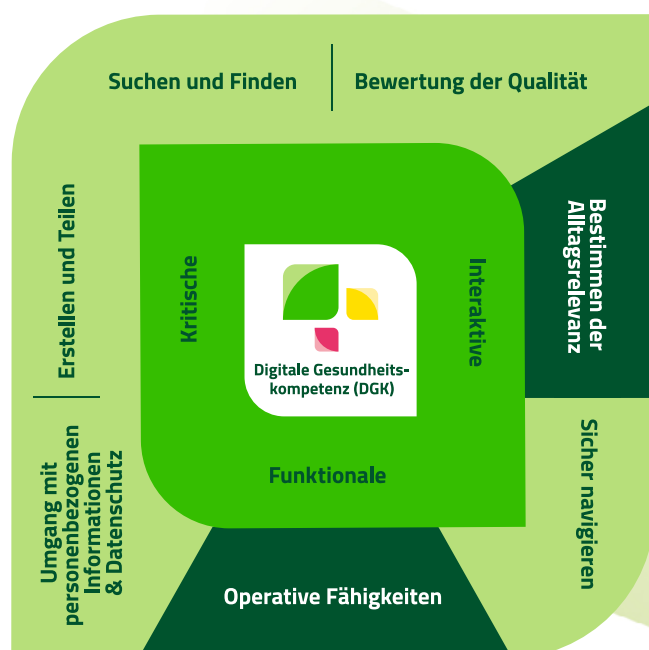 Suchen und Finden
Bewertung der Qualität
Bestimmen der
Alltagsrelevanz
Sicher navigieren
Operative Fähigkeiten
Umgang mit
personenbezogenen
Informationen
& Datenschutz
Erstellen und Teilen
Kritische
Interaktive
Funktionale
Digitale Gesundheits-
kompetenz (DGK)